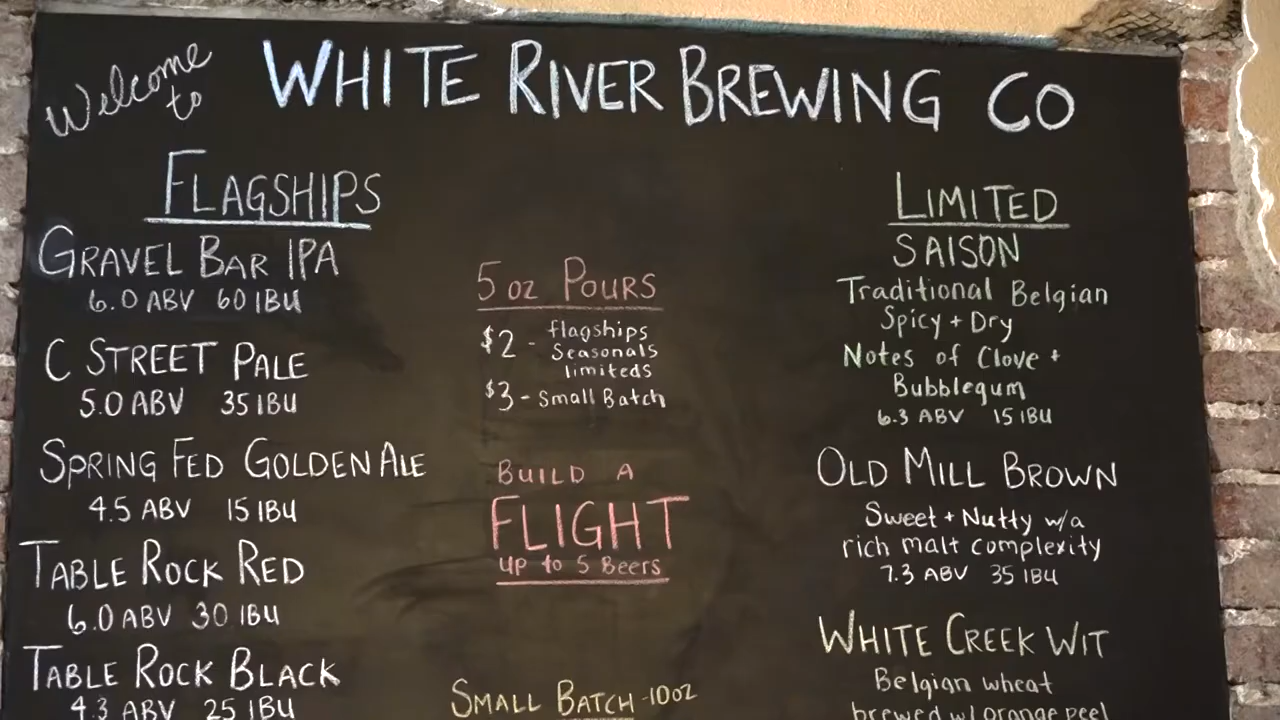 Welcome to WHITE RIVER BREWING CO
FLAGSHIPS
GRAVEL BAR IPA
6.0 ABV 60 IBU
C STREET PALE
5.0 ABV 35 IBU
SPRING FED GOLDEN ALE
4.5 ABV 15 IBU
TABLE ROCK RED
6.0 ABV 30 IBU
TABLE ROCK BLACK
4.3 ABV 25 IBU
5 oz POURS
$2 - flagships
Seasonals
limiteds
$3 - Small Batch
BUILD A
FLIGHT
up to 5 Beers
SMALL BATCH - 10oz
LIMITED
SAISON
Traditional Belgian
Spicy + Dry
Notes of Clove +
Bubblegum
6.3 ABV 15 IBU
OLD MILL BROWN
Sweet + Nutty w/a
rich malt complexity
7.3 ABV 35 IBU
WHITE CREEK WIT
Belgian wheat
brewed w/ orange peel